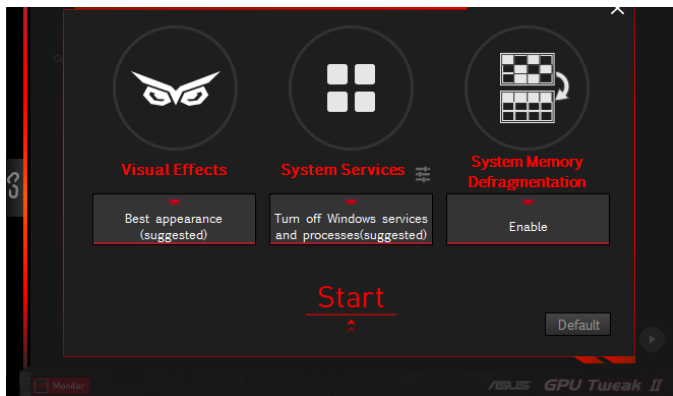 Visual Effects
System Services
System Memory
Defragmentation
Best appearance
(suggested)
Turn off Windows services
and processes(suggested)
Enable
Start
Default
Monitor
ASUS GPU Tweak II